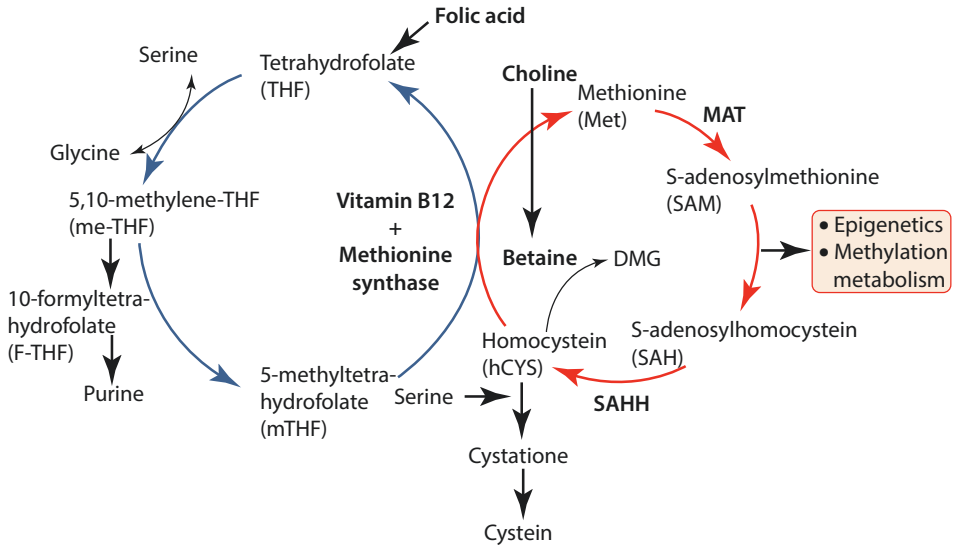 Folic acid
Serine
Tetrahydrofolate
(THF)
Choline
Methionine
(Met)
MAT
Glycine
S-adenosylmethionine
(SAM)
5,10-methylene-THF
(me-THF)
Vitamin B12
+
Methionine
synthase
• Epigenetics
• Methylation
metabolism
Betaine
DMG
10-formyltetra-
hydrofolate
(F-THF)
Homocystein
(hCYS)
S-adenosylhomocystein
(SAH)
Purine
5-methyltetra-
hydrofolate
(mTHF)
Serine
SAHH
Cystatione
Cystein